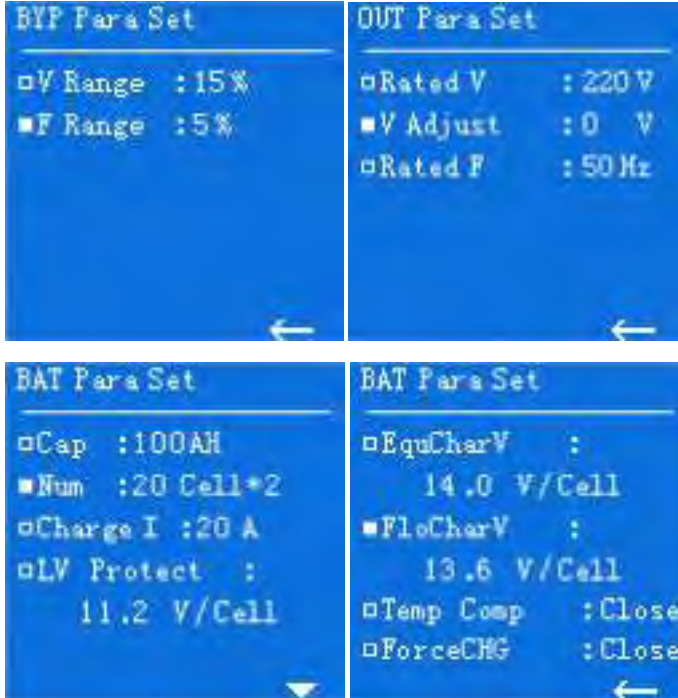 BYP Para Set
V Range :15%
F Range :5%
OUT Para Set
Rated V :220 V
V Adjust :0 V
Rated F :50 Hz
BAT Para Set
Cap :100AH
Num :20 Cell*2
Charge I :20 A
LV Protect :
11.2 V/Cell
BAT Para Set
EquCharV :
14.0 V/Cell
FloCharV :
13.6 V/Cell
Temp Comp :Close
ForceCHG :Close